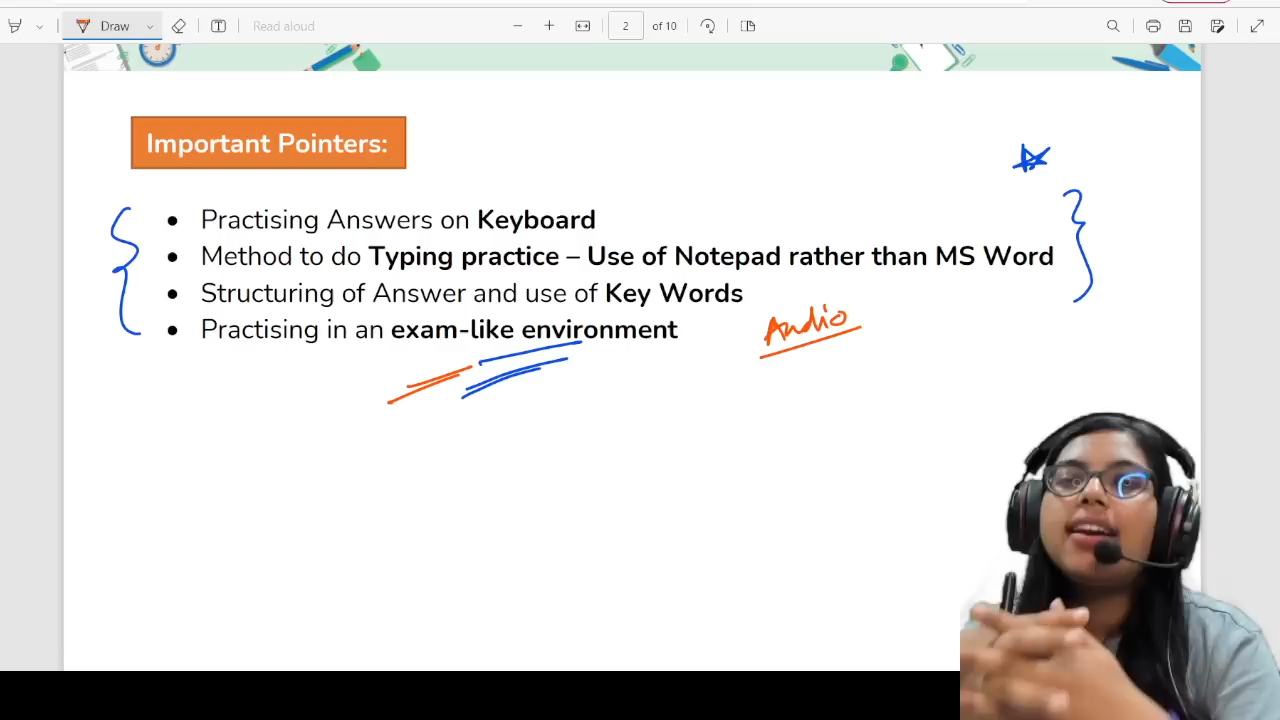 Draw
Read aloud
2
of 10
Important Pointers:
• Practising Answers on Keyboard
• Method to do Typing practice – Use of Notepad rather than MS Word
• Structuring of Answer and use of Key Words
• Practising in an exam-like environment
Audio